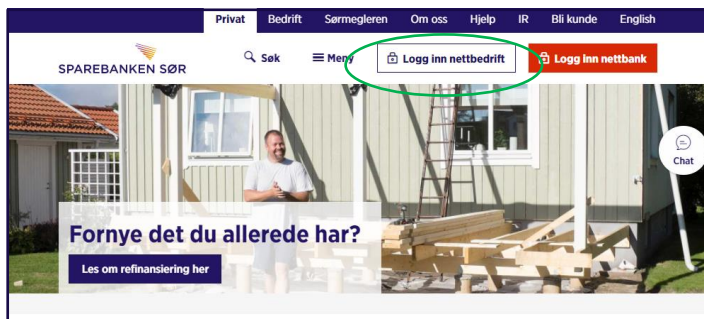 Privat Bedrift Sørmegleren Om oss Hjelp IR Bli kunde English
SPAREBANKEN SØR Søk Meny Logg inn nettbedrift Logg inn nettbank
Chat
Fornye det du allerede har?
Les om refinansiering her